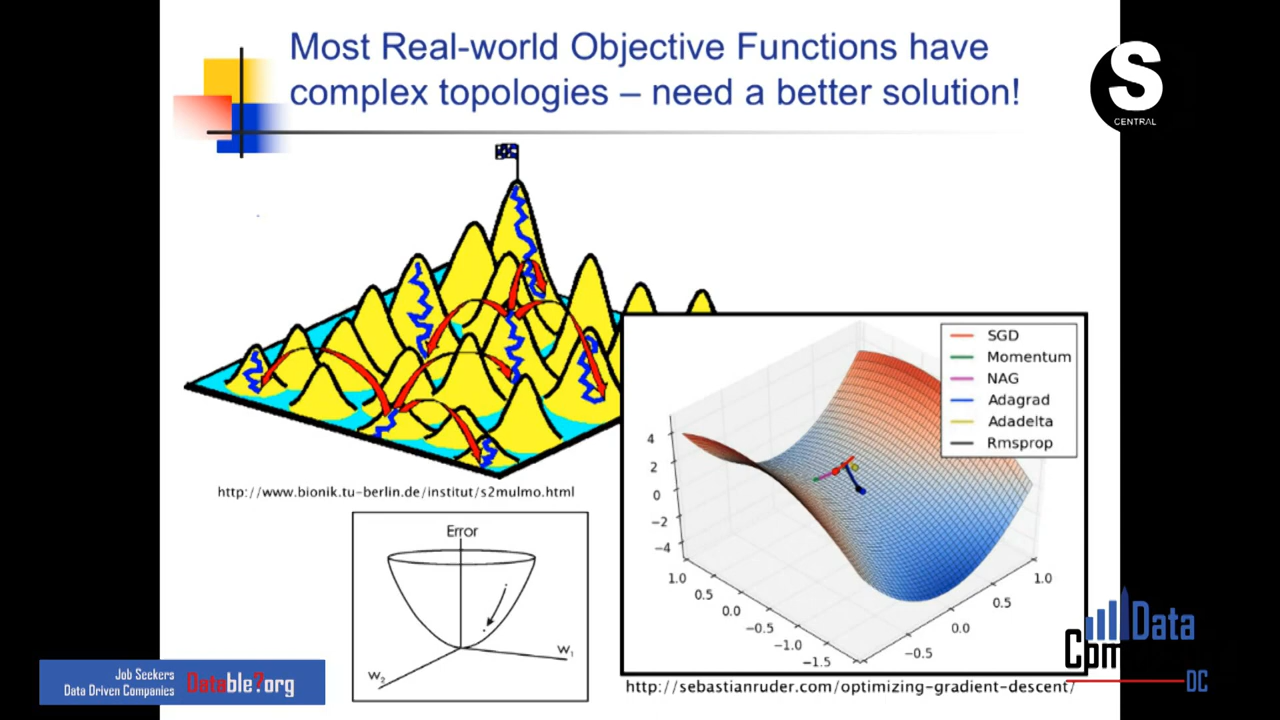 Most Real-world Objective Functions have
complex topologies – need a better solution!
S
CENTRAL
http://www.bionik.tu-berlin.de/institut/s2mulmo.html
Error
w1
w2
SGD
Momentum
NAG
Adagrad
Adadelta
Rmsprop
4
2
0
−2
−4
1.0
0.5
0.0
−0.5
−1.0
−1.5
−0.5
0.0
0.5
1.0
http://sebastianruder.com/optimizing-gradient-descent/
Job Seekers
Data Driven Companies
Datable?org
Data
DC